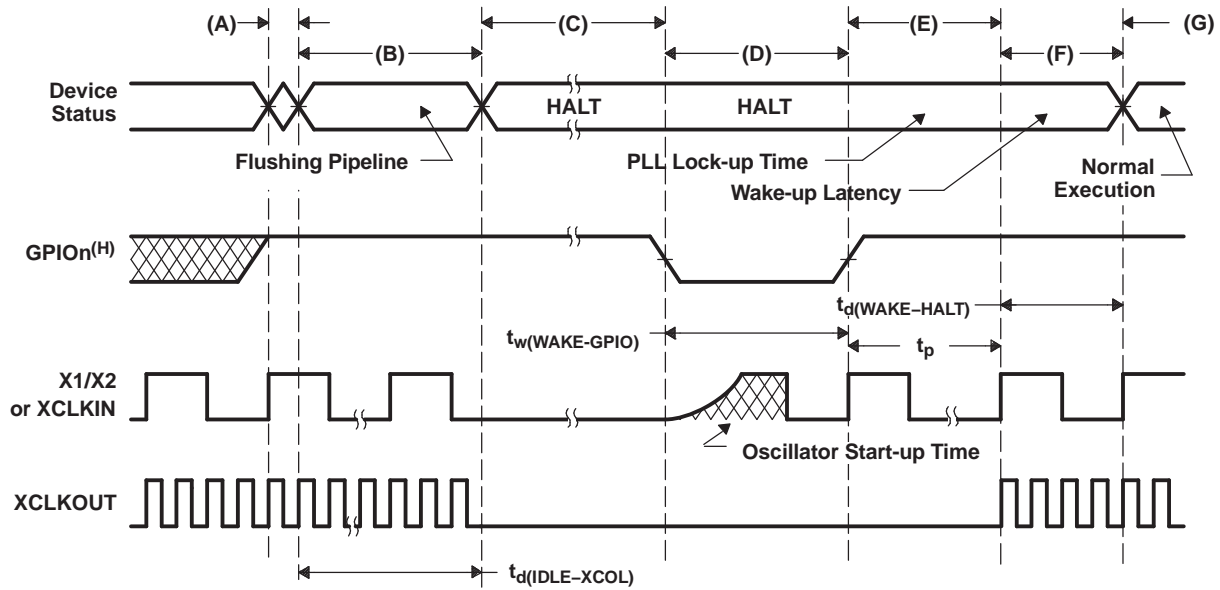 (A)
(C)
(E)
(G)
(B)
(D)
(F)
Device
Status
HALT
HALT
Flushing Pipeline
PLL Lock-up Time
Wake-up Latency
Normal
Execution
GPIOn(H)
td(WAKE–HALT)
tw(WAKE-GPIO)
tp
X1/X2
or XCLKIN
Oscillator Start-up Time
XCLKOUT
td(IDLE–XCOL)